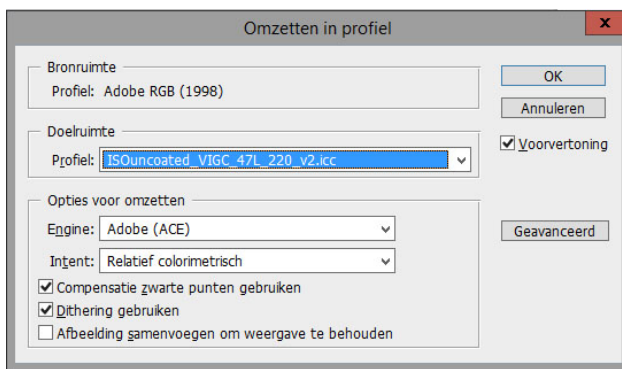 Omzetten in profiel
x
Bronruimte
Profiel: Adobe RGB (1998)
OK
Annuleren
Doelruimte
Voorvertoning
Profiel: ISOuncoated_VIGC_47L_220_v2.icc
Opties voor omzetten
Engine: Adobe (ACE)
Geavanceerd
Intent: Relatief colorimetrisch
Compensatie zwarte punten gebruiken
Dithering gebruiken
Afbeelding samenvoegen om weergave te behouden